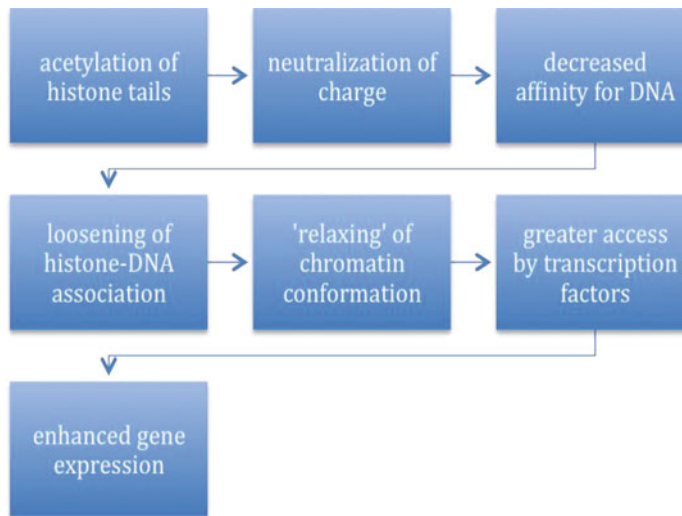 acetylation of
histone tails
neutralization of
charge
decreased
affinity for DNA
loosening of
histone-DNA
association
'relaxing' of
chromatin
conformation
greater access
by transcription
factors
enhanced gene
expression